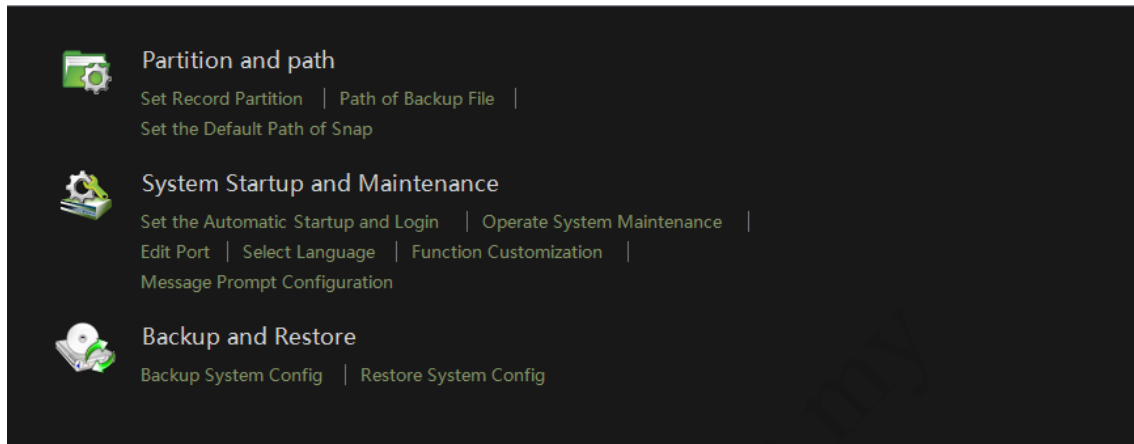 Partition and path
Set Record Partition | Path of Backup File |
Set the Default Path of Snap
System Startup and Maintenance
Set the Automatic Startup and Login | Operate System Maintenance |
Edit Port | Select Language | Function Customization |
Message Prompt Configuration
Backup and Restore
Backup System Config | Restore System Config
my